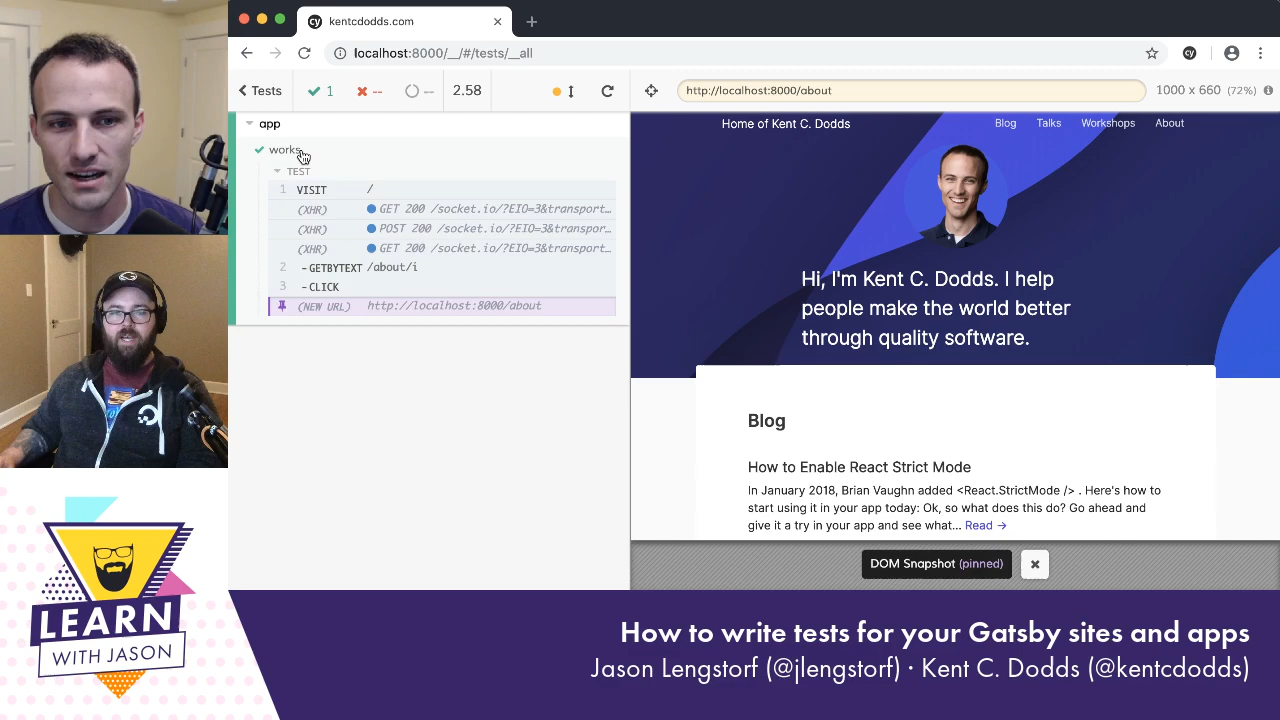 cy kentcdodds.com
localhost:8000/__/#/tests/__all
cy
Tests
1
--
--
2.58
http://localhost:8000/about
1000 x 660 (72%)
app
works
TEST
1 VISIT /
(XHR) GET 200 /socket.io/?EIO=3&transport…
(XHR) POST 200 /socket.io/?EIO=3&transport…
(XHR) GET 200 /socket.io/?EIO=3&transport…
2 -GETBYTEXT /about/i
3 -CLICK
(NEW URL) http://localhost:8000/about
Home of Kent C. Dodds
Blog Talks Workshops About
Hi, I'm Kent C. Dodds. I help
people make the world better
through quality software.
Blog
How to Enable React Strict Mode
In January 2018, Brian Vaughn added <React.StrictMode /> . Here's how to
start using it in your app today: Ok, so what does this do? Go ahead and
give it a try in your app and see what... Read →
DOM Snapshot (pinned)
LEARN
WITH JASON
How to write tests for your Gatsby sites and apps
Jason Lengstorf (@jlengstorf) · Kent C. Dodds (@kentcdodds)